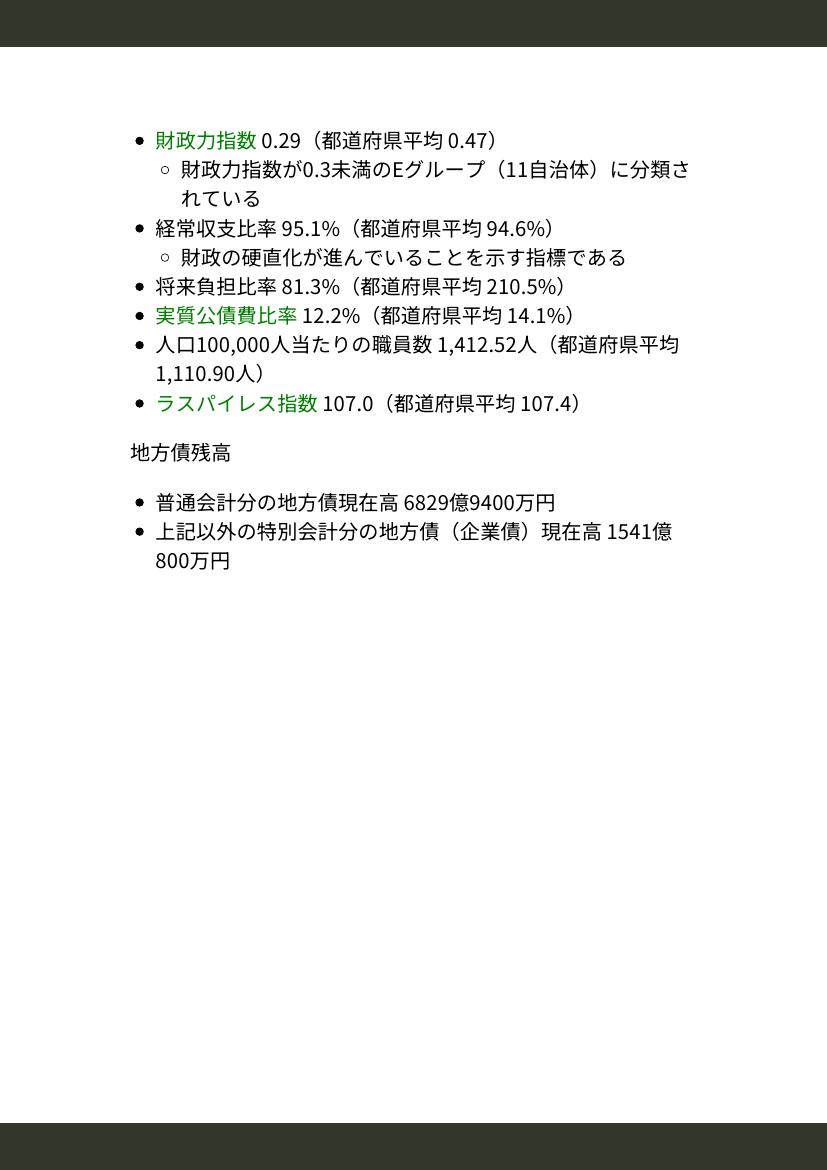 財政力指数 0.29（都道府県平均 0.47）
財政力指数が0.3未満のEグループ（11自治体）に分類さ
れている
経常収支比率 95.1%（都道府県平均 94.6%）
財政の硬直化が進んでいることを示す指標である
将来負担比率 81.3%（都道府県平均 210.5%）
実質公債費比率 12.2%（都道府県平均 14.1%）
人口100,000人当たりの職員数 1,412.52人（都道府県平均
1,110.90人）
ラスパイレス指数 107.0（都道府県平均 107.4）
地方債残高
普通会計分の地方債現在高 6829億9400万円
上記以外の特別会計分の地方債（企業債）現在高 1541億
800万円